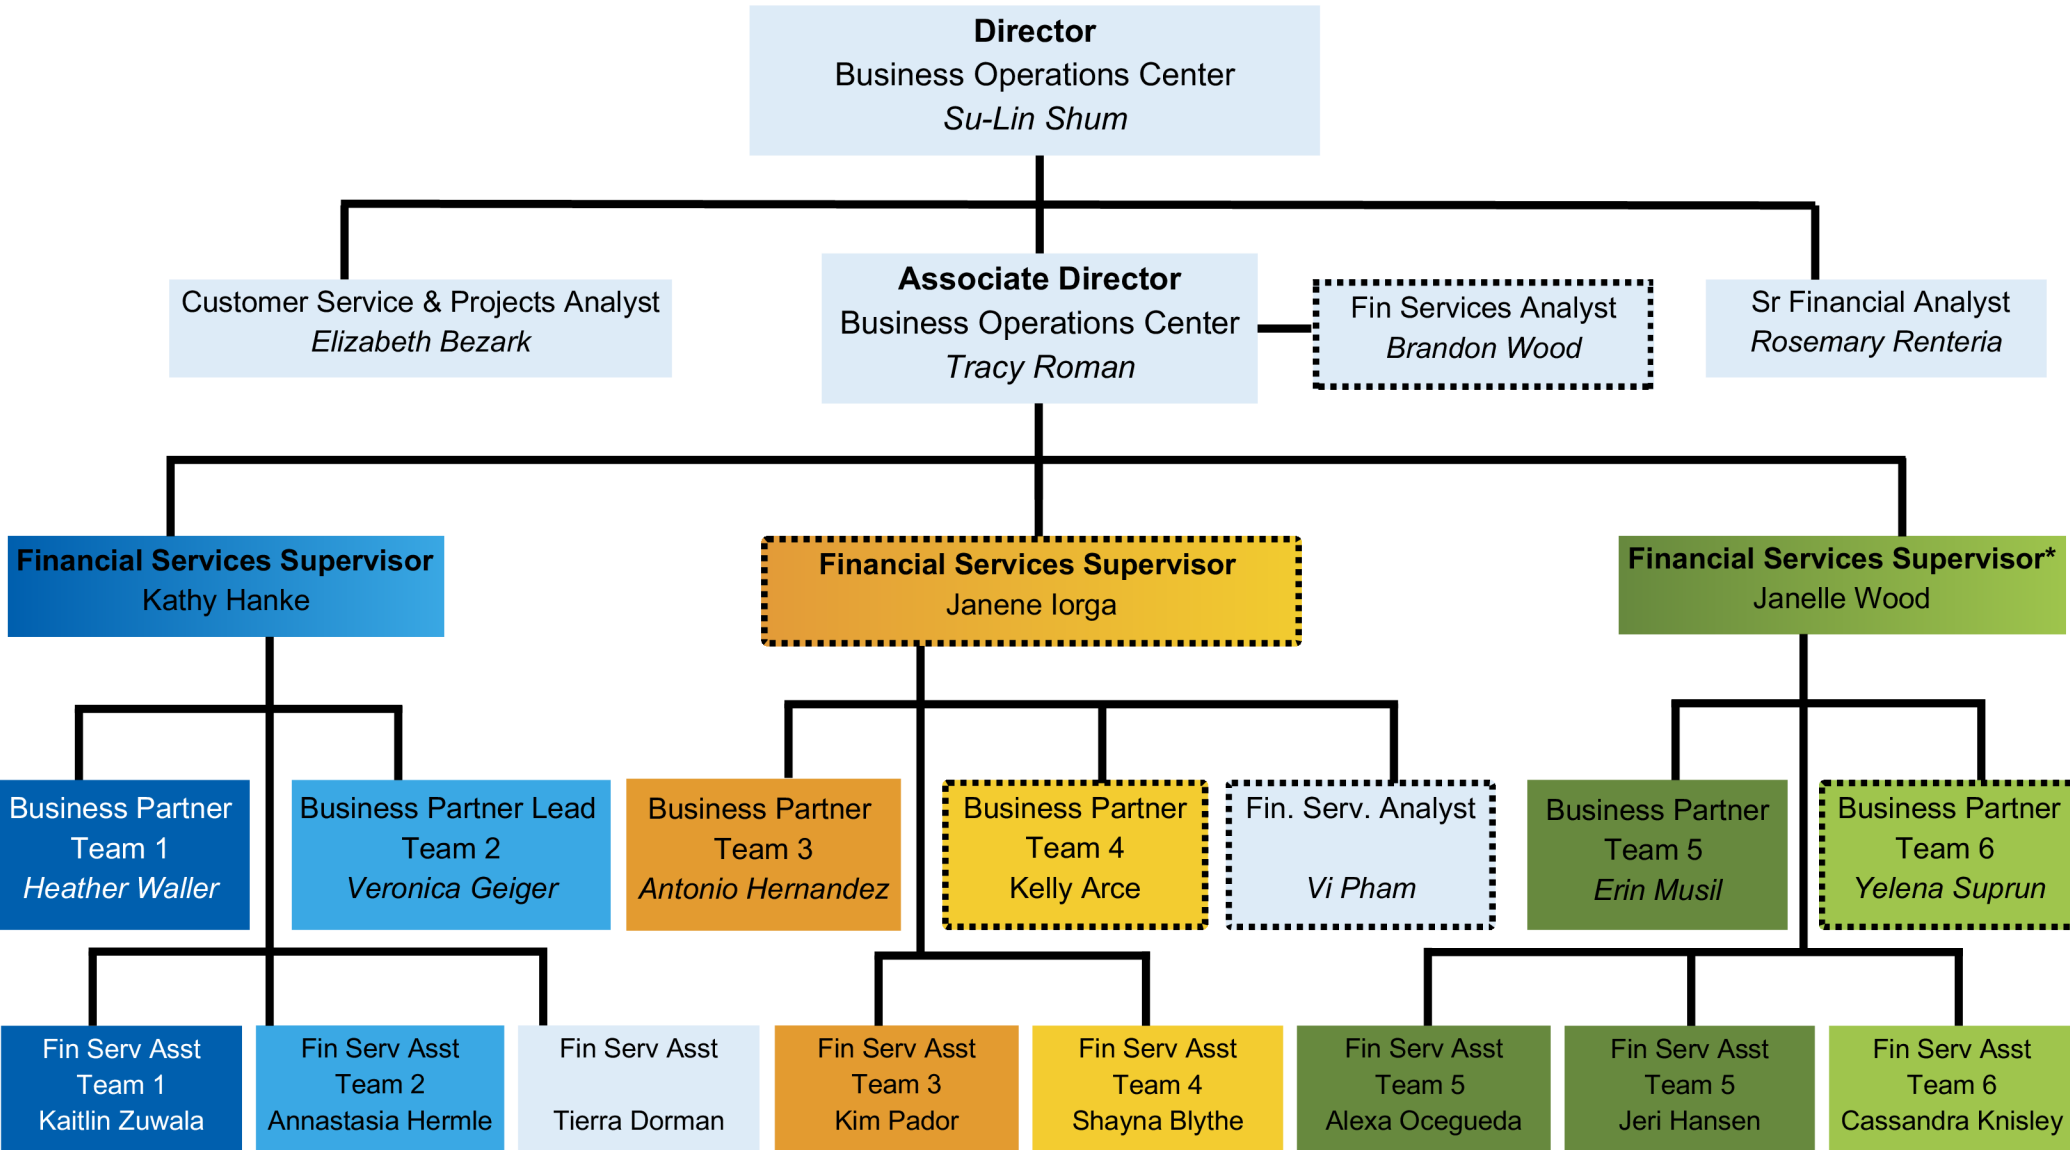 Director
Business Operations Center
Su-Lin Shum
Customer Service & Projects Analyst
Elizabeth Bezark
Associate Director
Business Operations Center
Tracy Roman
Fin Services Analyst
Brandon Wood
Sr Financial Analyst
Rosemary Renteria
Financial Services Supervisor
Kathy Hanke
Financial Services Supervisor
Janene Iorga
Financial Services Supervisor*
Janelle Wood
Business Partner
Team 1
Heather Waller
Business Partner Lead
Team 2
Veronica Geiger
Business Partner
Team 3
Antonio Hernandez
Business Partner
Team 4
Kelly Arce
Fin. Serv. Analyst
Vi Pham
Business Partner
Team 5
Erin Musil
Business Partner
Team 6
Yelena Suprun
Fin Serv Asst
Team 1
Kaitlin Zuwala
Fin Serv Asst
Team 2
Annastasia Hermle
Fin Serv Asst
Tierra Dorman
Fin Serv Asst
Team 3
Kim Pador
Fin Serv Asst
Team 4
Shayna Blythe
Fin Serv Asst
Team 5
Alexa Ocegueda
Fin Serv Asst
Team 5
Jeri Hansen
Fin Serv Asst
Team 6
Cassandra Knisley